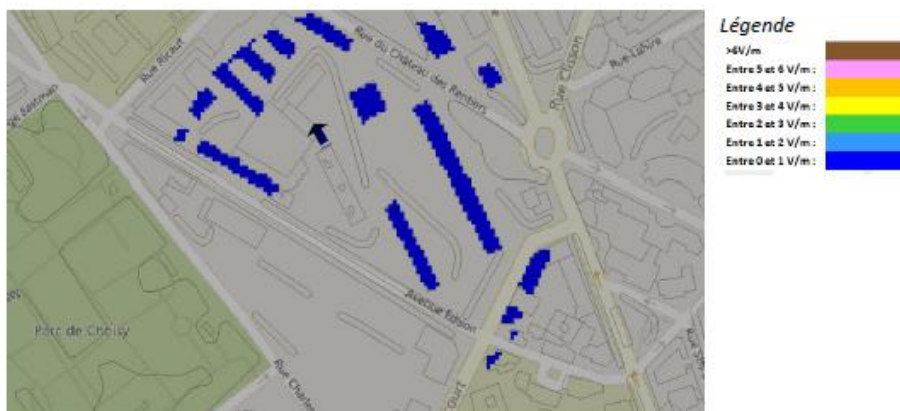 Légende
>6V/m
Entre 5 et 6 V/m :
Entre 4 et 5 V/m :
Entre 3 et 4 V/m :
Entre 2 et 3 V/m :
Entre 1 et 2 V/m :
Entre 0 et 1 V/m :
Rue Ricaut
Rue du Château des Rentiers
Rue Clisson
Rue Lahire
Avenue Edison
Parc de Choisy
Rue Charles